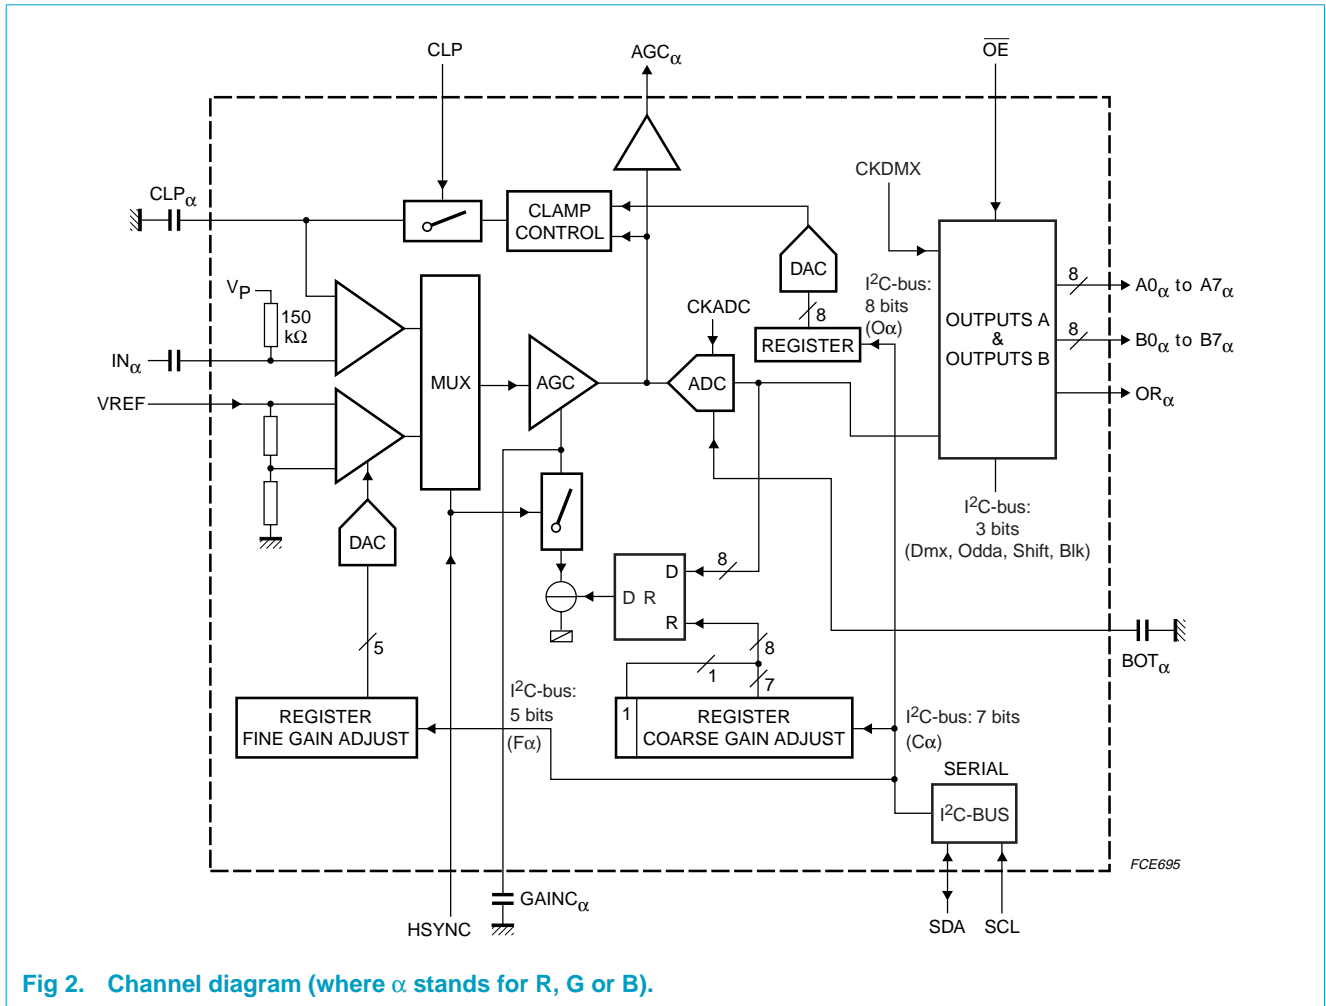 CLP
AGCα
OE
CKDMX
CLPα
CLAMP
CONTROL
DAC
VP
150
kΩ
8
I²C-bus:
8 bits
(Oα)
CKADC
REGISTER
OUTPUTS A
&
OUTPUTS B
8
A0α to A7α
8
B0α to B7α
ORα
INα
MUX
AGC
ADC
VREF
I²C-bus:
3 bits
(Dmx, Odda, Shift, Blk)
DAC
8
D
D R
R
8
5
1
7
BOTα
REGISTER
FINE GAIN ADJUST
I²C-bus:
5 bits
(Fα)
1
REGISTER
COARSE GAIN ADJUST
I²C-bus: 7 bits
(Cα)
SERIAL
I²C-BUS
FCE695
GAINCα
HSYNC
SDA
SCL
Fig 2. Channel diagram (where α stands for R, G or B).